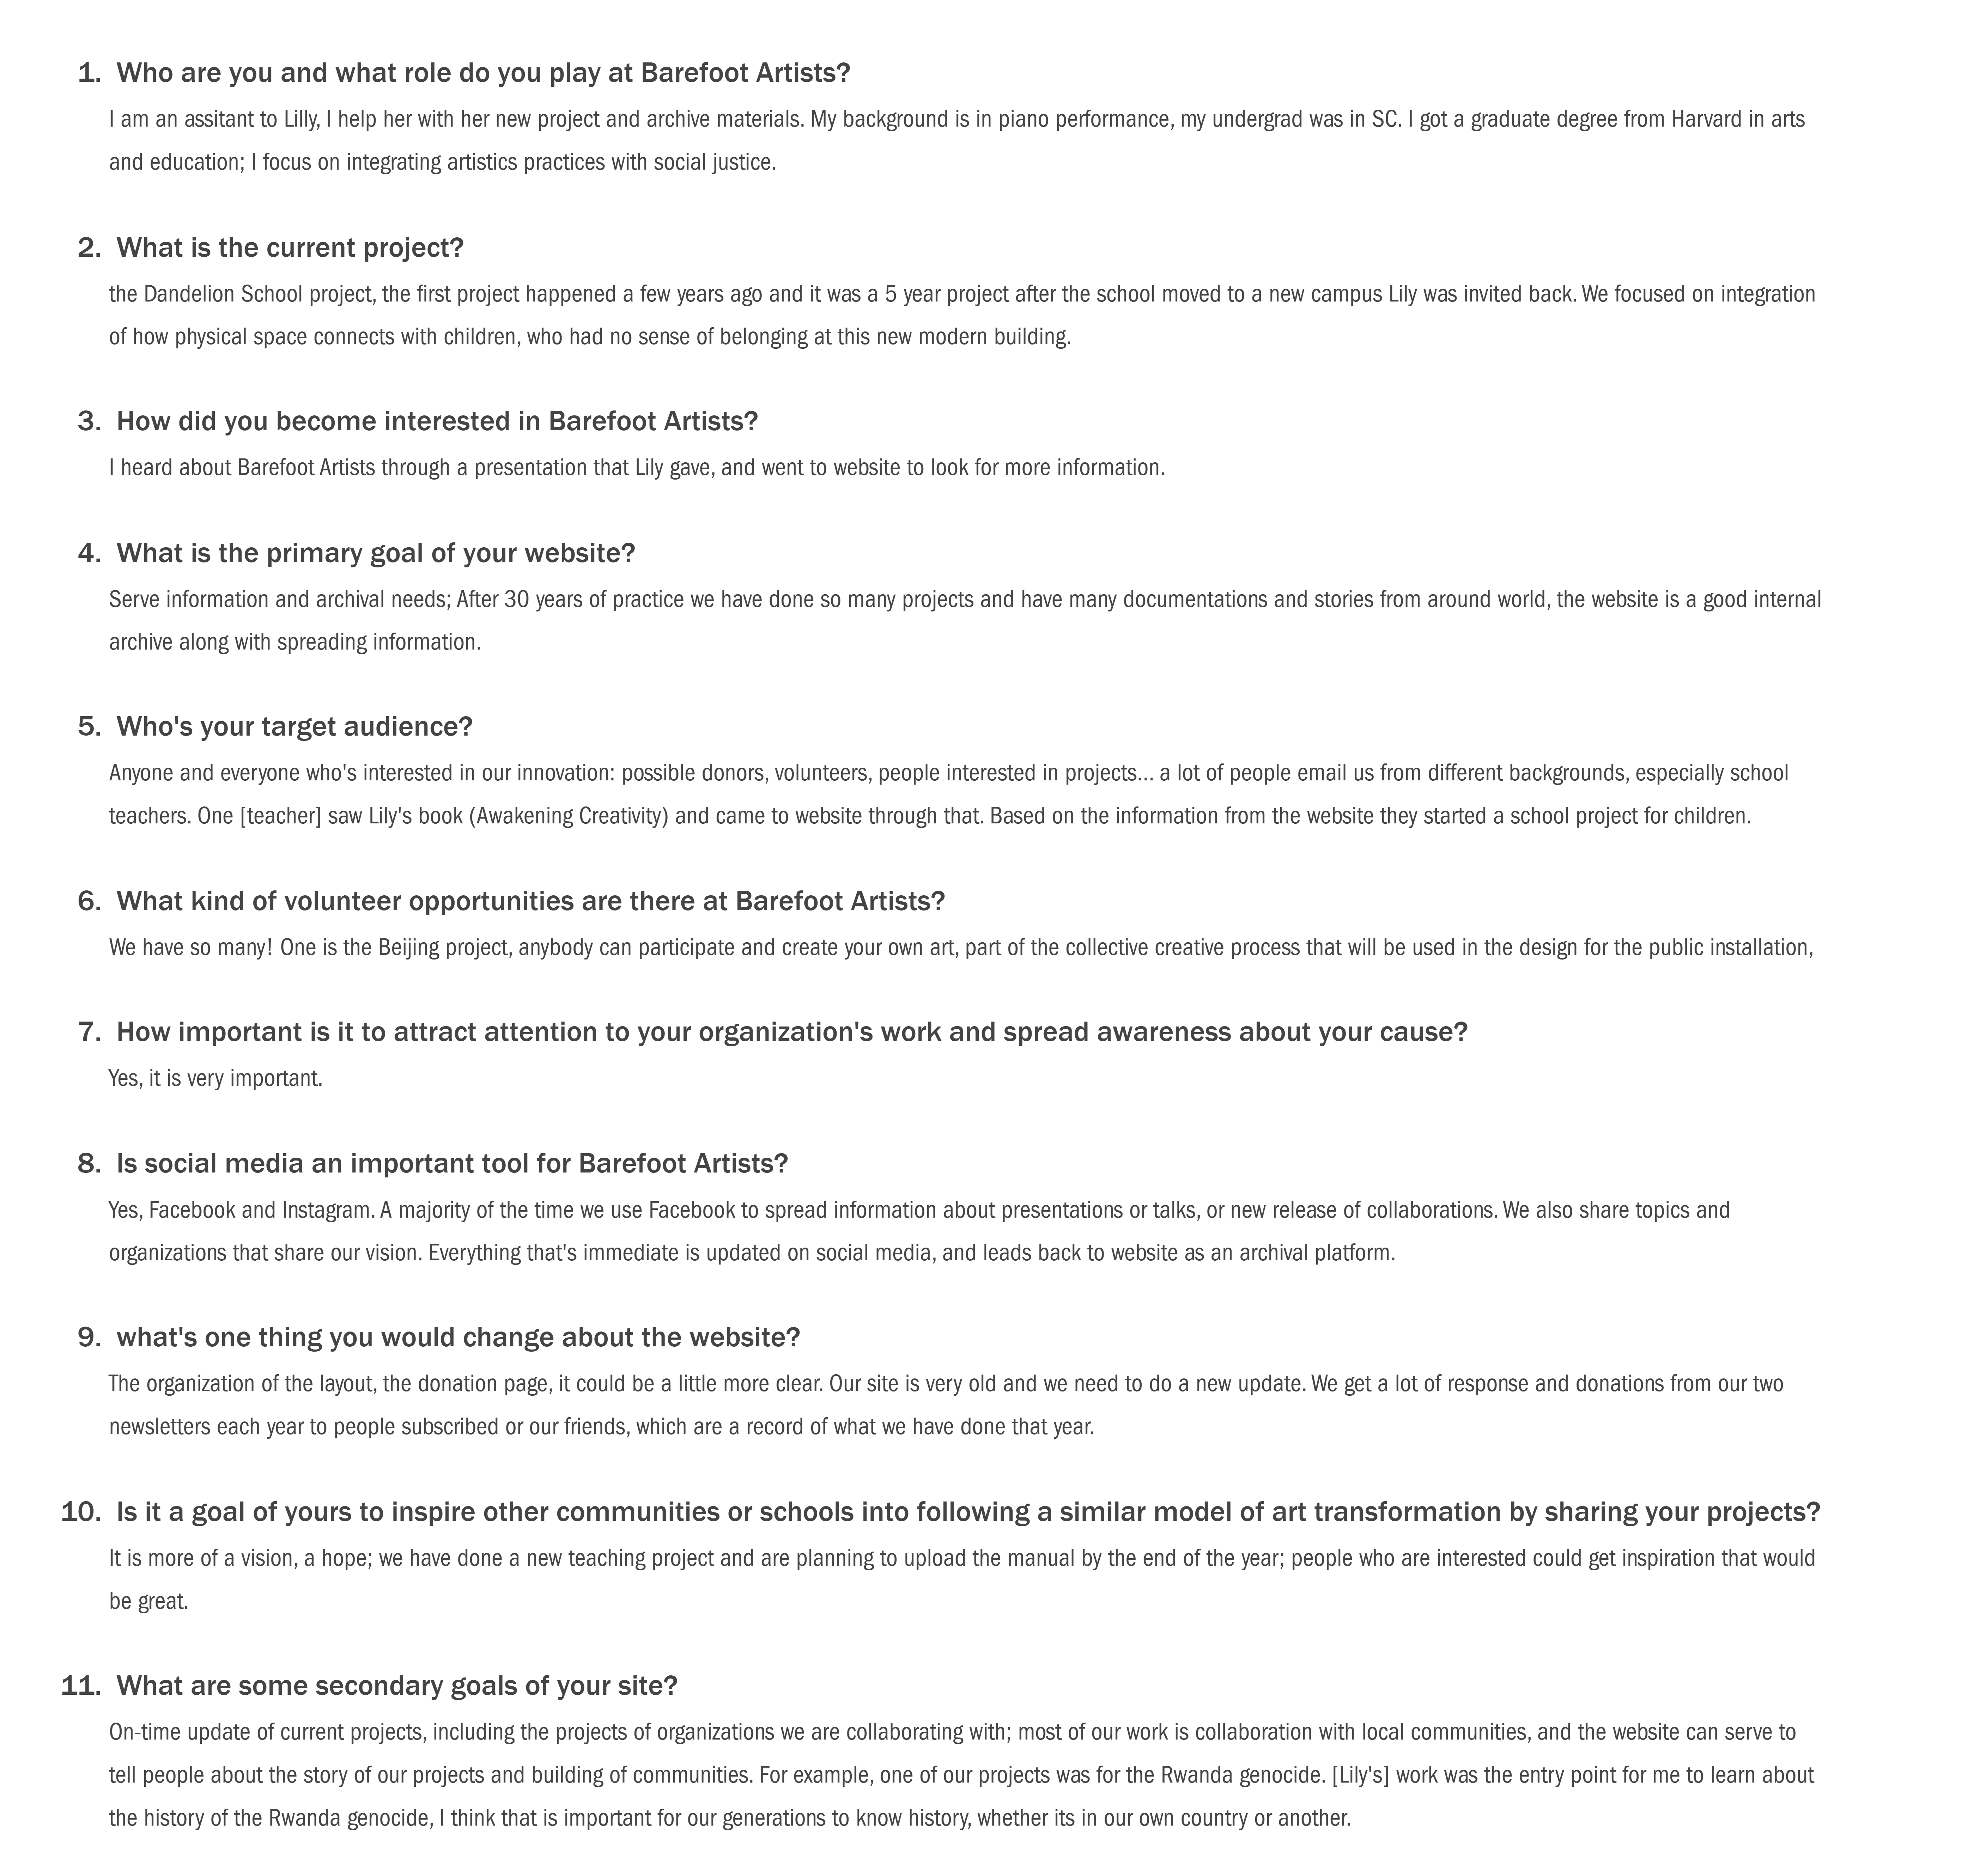 1. Who are you and what role do you play at Barefoot Artists?
I am an assitant to Lilly, I help her with her new project and archive materials. My background is in piano performance, my undergrad was in SC. I got a graduate degree from Harvard in arts
and education; I focus on integrating artistics practices with social justice.
2. What is the current project?
the Dandelion School project, the first project happened a few years ago and it was a 5 year project after the school moved to a new campus Lily was invited back. We focused on integration
of how physical space connects with children, who had no sense of belonging at this new modern building.
3. How did you become interested in Barefoot Artists?
I heard about Barefoot Artists through a presentation that Lily gave, and went to website to look for more information.
4. What is the primary goal of your website?
Serve information and archival needs; After 30 years of practice we have done so many projects and have many documentations and stories from around world, the website is a good internal
archive along with spreading information.
5. Who's your target audience?
Anyone and everyone who's interested in our innovation: possible donors, volunteers, people interested in projects... a lot of people email us from different backgrounds, especially school
teachers. One [teacher] saw Lily's book (Awakening Creativity) and came to website through that. Based on the information from the website they started a school project for children.
6. What kind of volunteer opportunities are there at Barefoot Artists?
We have so many! One is the Beijing project, anybody can participate and create your own art, part of the collective creative process that will be used in the design for the public installation,
7. How important is it to attract attention to your organization's work and spread awareness about your cause?
Yes, it is very important.
8. Is social media an important tool for Barefoot Artists?
Yes, Facebook and Instagram. A majority of the time we use Facebook to spread information about presentations or talks, or new release of collaborations. We also share topics and
organizations that share our vision. Everything that's immediate is updated on social media, and leads back to website as an archival platform.
9. what's one thing you would change about the website?
The organization of the layout, the donation page, it could be a little more clear. Our site is very old and we need to do a new update. We get a lot of response and donations from our two
newsletters each year to people subscribed or our friends, which are a record of what we have done that year.
10. Is it a goal of yours to inspire other communities or schools into following a similar model of art transformation by sharing your projects?
It is more of a vision, a hope; we have done a new teaching project and are planning to upload the manual by the end of the year; people who are interested could get inspiration that would
be great.
11. What are some secondary goals of your site?
On-time update of current projects, including the projects of organizations we are collaborating with; most of our work is collaboration with local communities, and the website can serve to
tell people about the story of our projects and building of communities. For example, one of our projects was for the Rwanda genocide. [Lily's] work was the entry point for me to learn about
the history of the Rwanda genocide, I think that is important for our generations to know history, whether its in our own country or another.